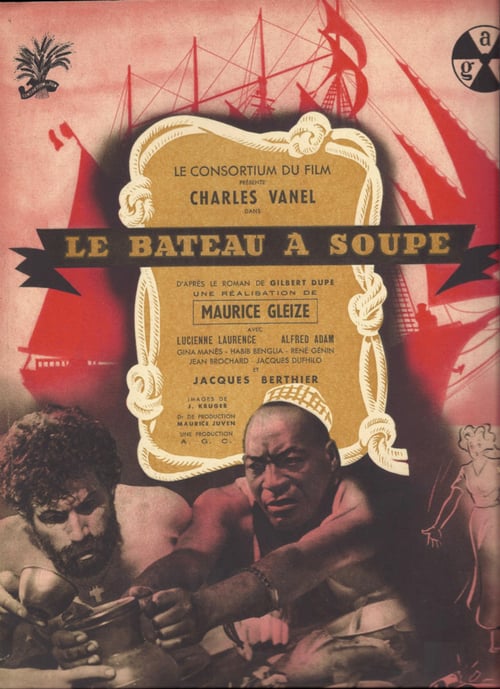 a
g
LE CONSORTIUM DU FILM
PRÉSENTE
CHARLES VANEL
DANS
LE BATEAU À SOUPE
D'APRÈS LE ROMAN DE GILBERT DUPE
UNE RÉALISATION DE
MAURICE GLEIZE
AVEC
LUCIENNE LAURENCE ALFRED ADAM
GINA MANÈS - HABIB BENGLIA - RENÉ GÉNIN
JEAN BROCHARD - JACQUES DUFHILO
ET
JACQUES BERTHIER
IMAGES DE
J. KRUGER
Dr DE PRODUCTION
MAURICE JUVEN
UNE PRODUCTION
A. G. C.